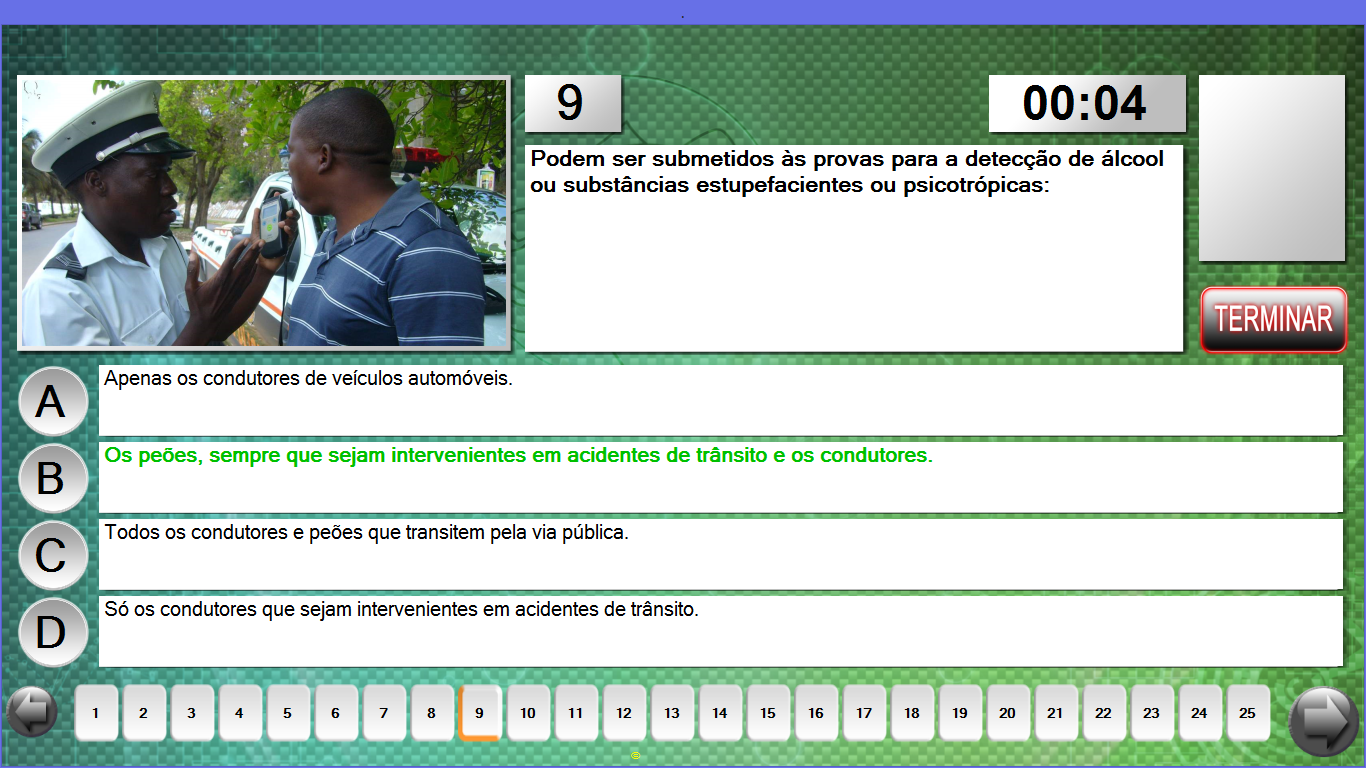 9
00:04
Podem ser submetidos às provas para a detecção de álcool
ou substâncias estupefacientes ou psicotrópicas:
TERMINAR
A
Apenas os condutores de veículos automóveis.
B
Os peões, sempre que sejam intervenientes em acidentes de trânsito e os condutores.
C
Todos os condutores e peões que transitem pela via pública.
D
Só os condutores que sejam intervenientes em acidentes de trânsito.
1 2 3 4 5 6 7 8 9 10 11 12 13 14 15 16 17 18 19 20 21 22 23 24 25